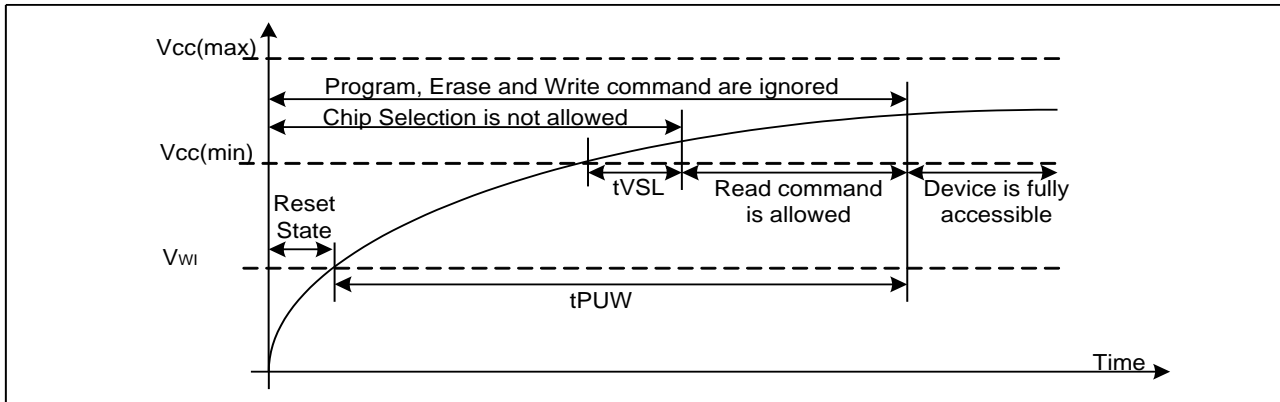 Vcc(max)
Program, Erase and Write command are ignored
Chip Selection is not allowed
Vcc(min)
tVSL
Read command
is allowed
Device is fully
accessible
Reset
State
VWI
tPUW
Time